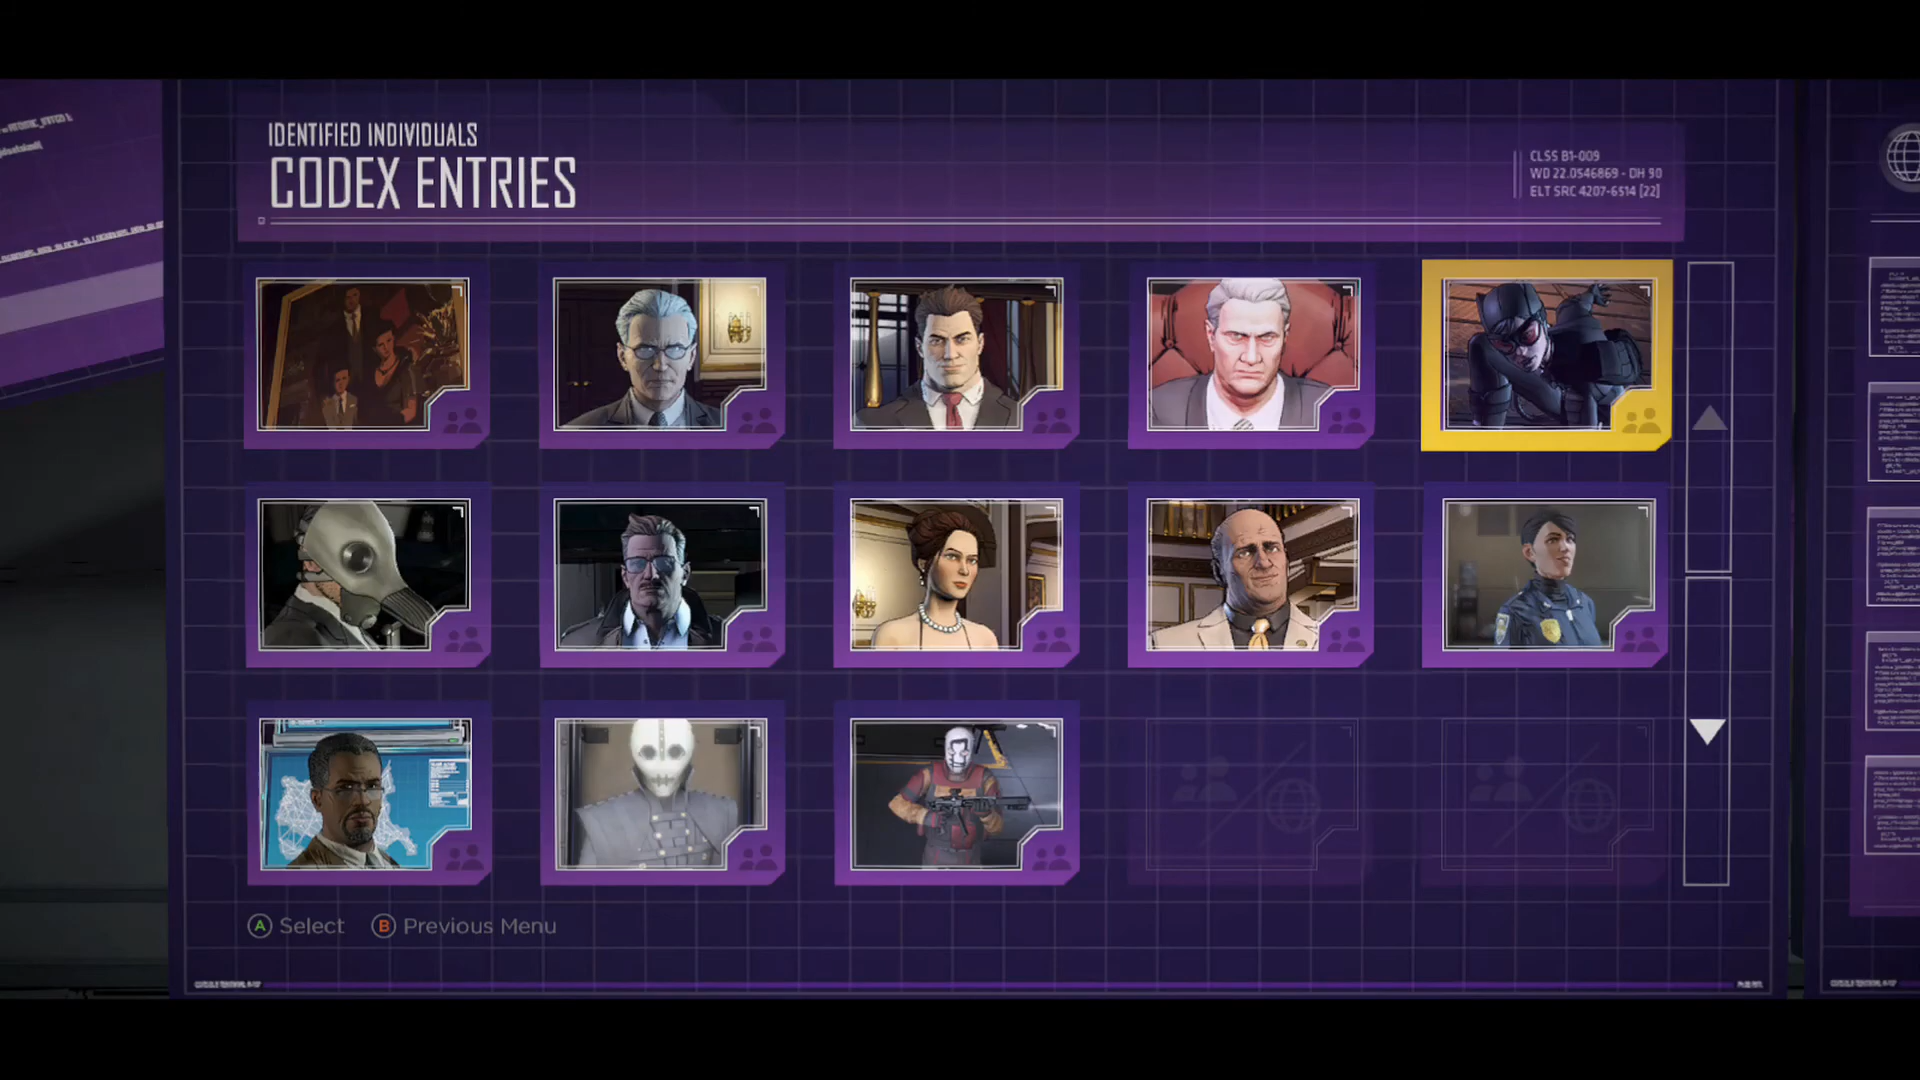 IDENTIFIED INDIVIDUALS
CODEX ENTRIES
CLSS B1-009
WD 22.0546869 - DH 90
ELT SRC 4207-6514 [22]
A Select B Previous Menu